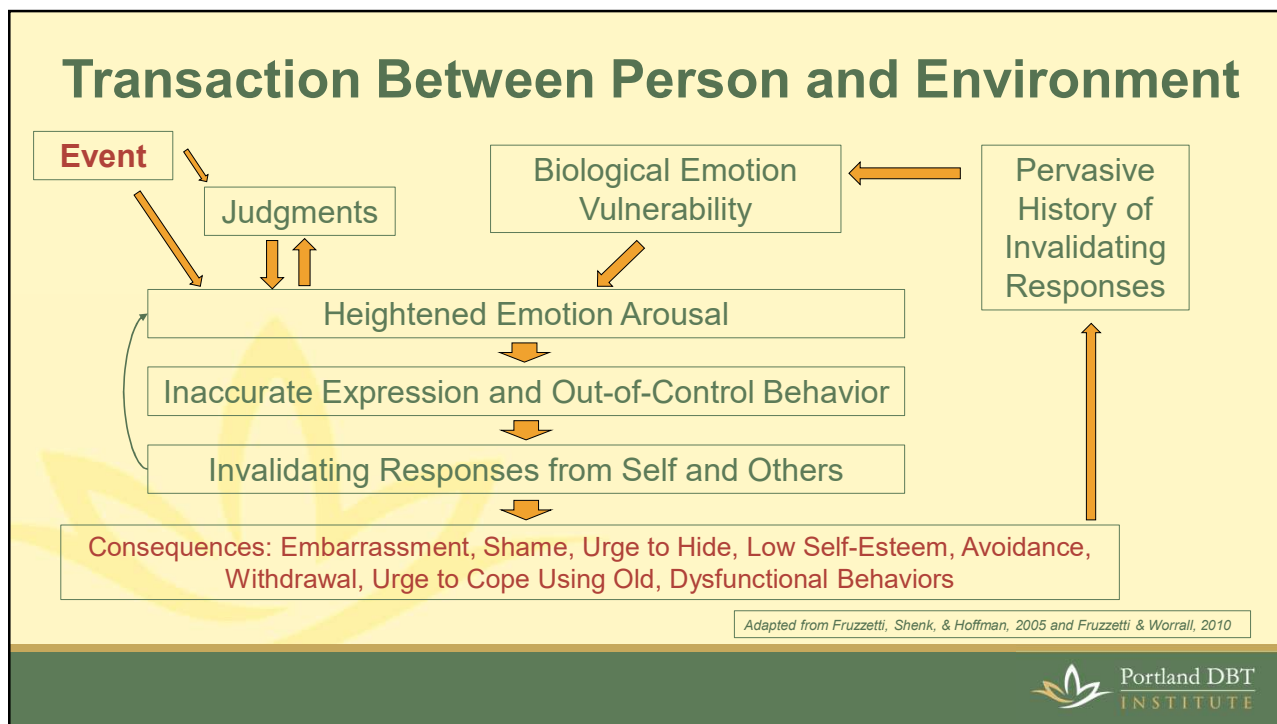 Transaction Between Person and Environment
Event
Judgments
Biological Emotion
Vulnerability
Pervasive
History of
Invalidating
Responses
Heightened Emotion Arousal
Inaccurate Expression and Out-of-Control Behavior
Invalidating Responses from Self and Others
Consequences: Embarrassment, Shame, Urge to Hide, Low Self-Esteem, Avoidance,
Withdrawal, Urge to Cope Using Old, Dysfunctional Behaviors
Adapted from Fruzzetti, Shenk, & Hoffman, 2005 and Fruzzetti & Worrall, 2010
Portland DBT
INSTITUTE